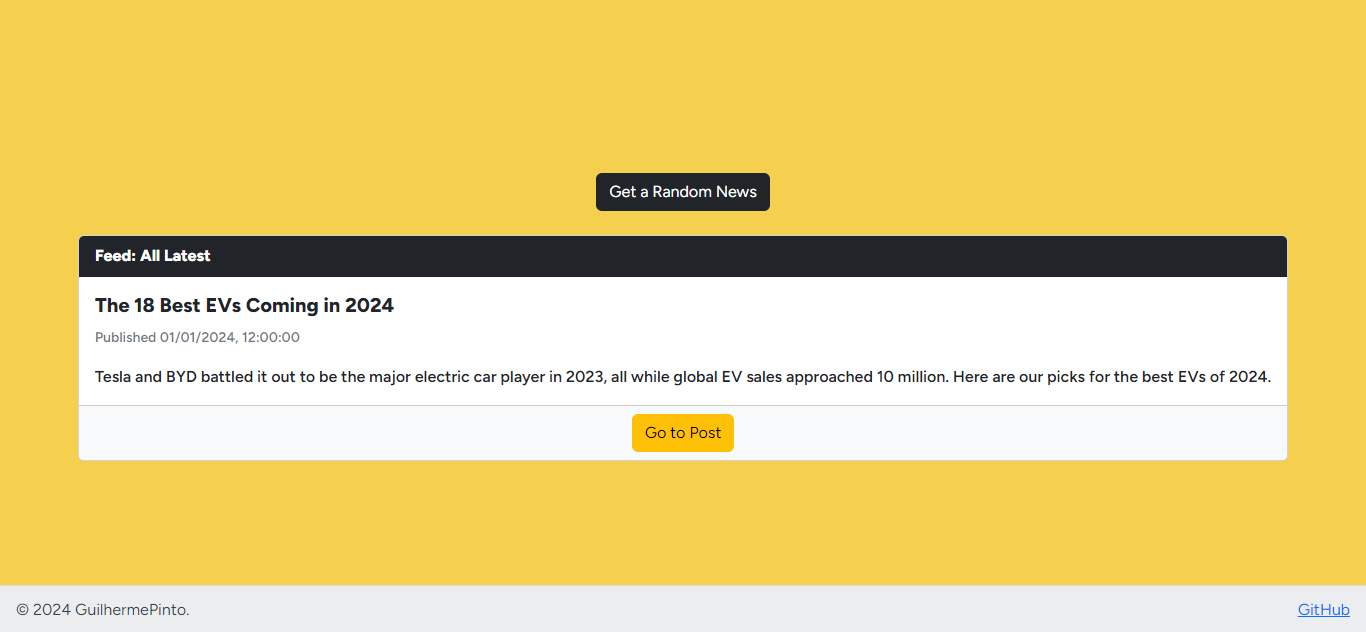 Get a Random News
Feed: All Latest
The 18 Best EVs Coming in 2024
Published 01/01/2024, 12:00:00
Tesla and BYD battled it out to be the major electric car player in 2023, all while global EV sales approached 10 million. Here are our picks for the best EVs of 2024.
Go to Post
© 2024 GuilhermePinto.
GitHub